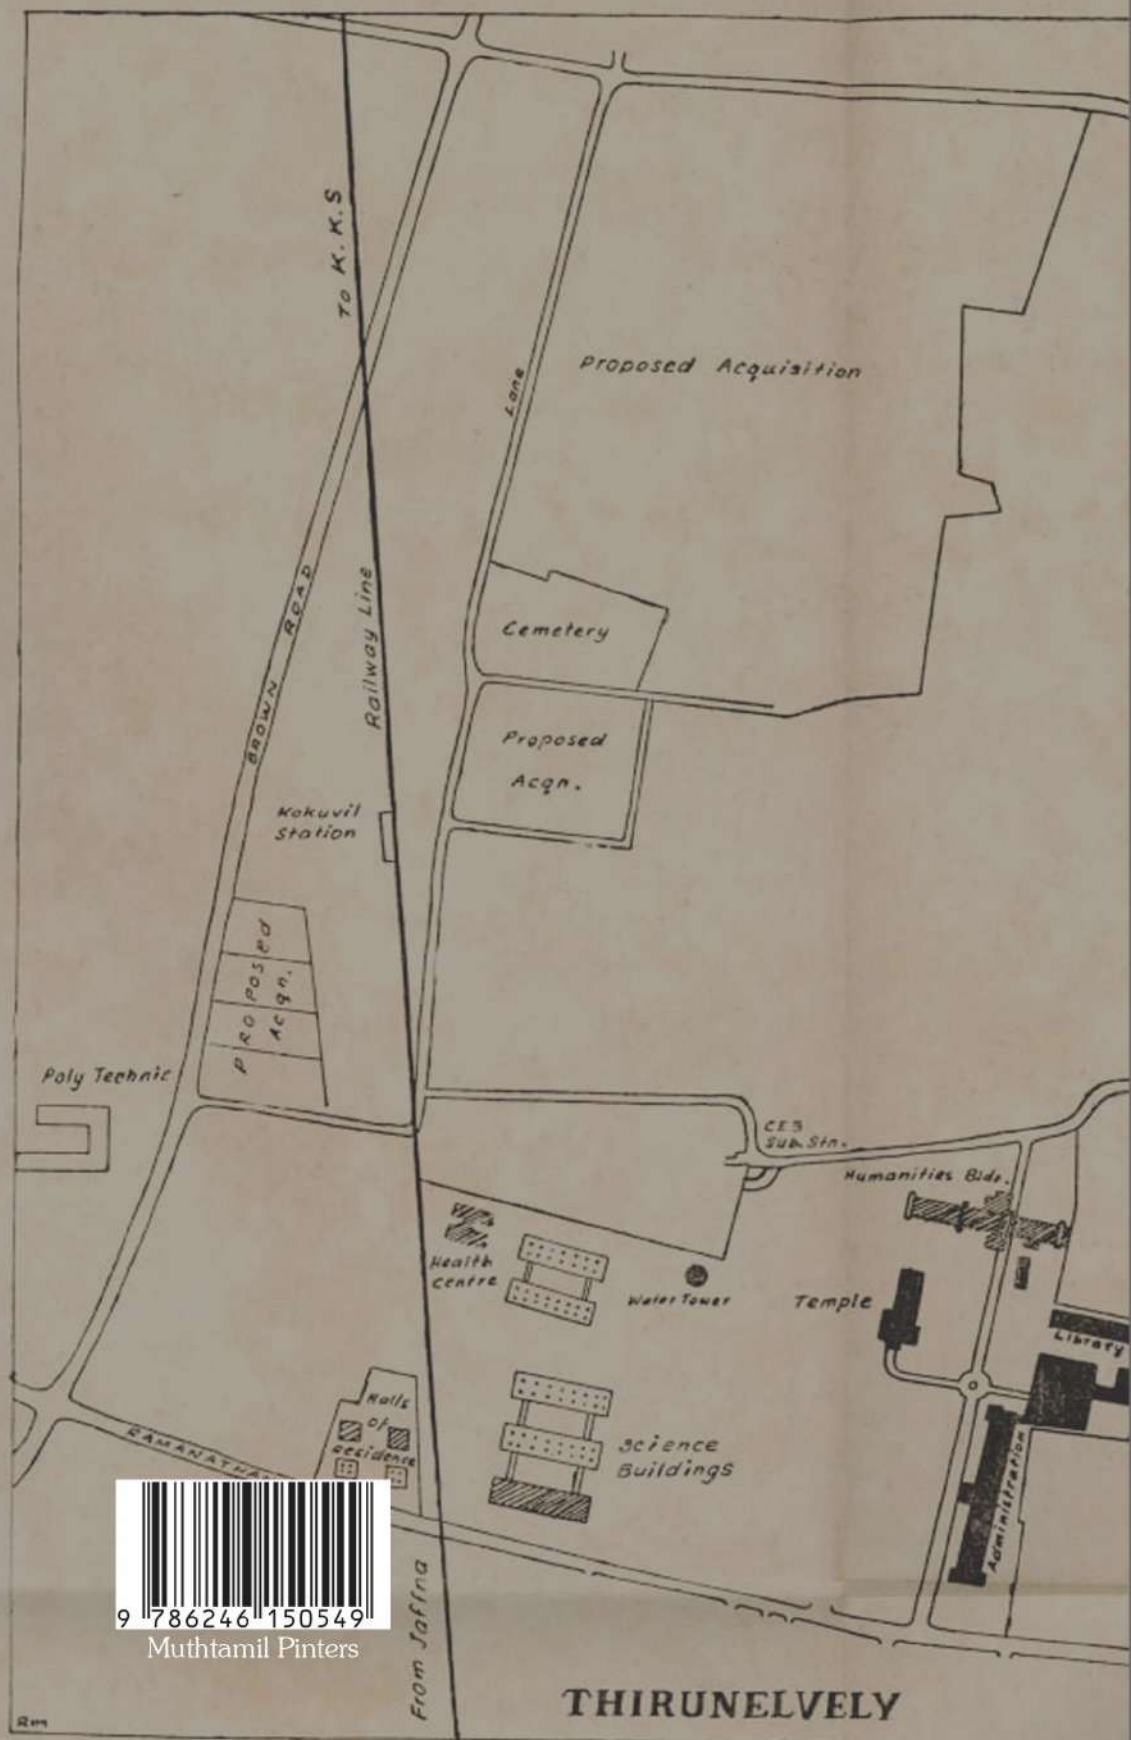 TO K.K.S
Proposed Acquisition
Lane
BROWN ROAD
Railway Line
Cemetery
Proposed
Acqn.
Kokuvil
Station
PROPOSED
Acqn.
Poly Technic
CEB
Sub. Stn.
Humanities Bldg.
Health
Centre
Water Tower
Temple
Library
Halls
of
Residence
Science
Buildings
Administration
RAMANATHAN
9 786246 150549
Muthtamil Pinters
From Jaffna
THIRUNELVELY